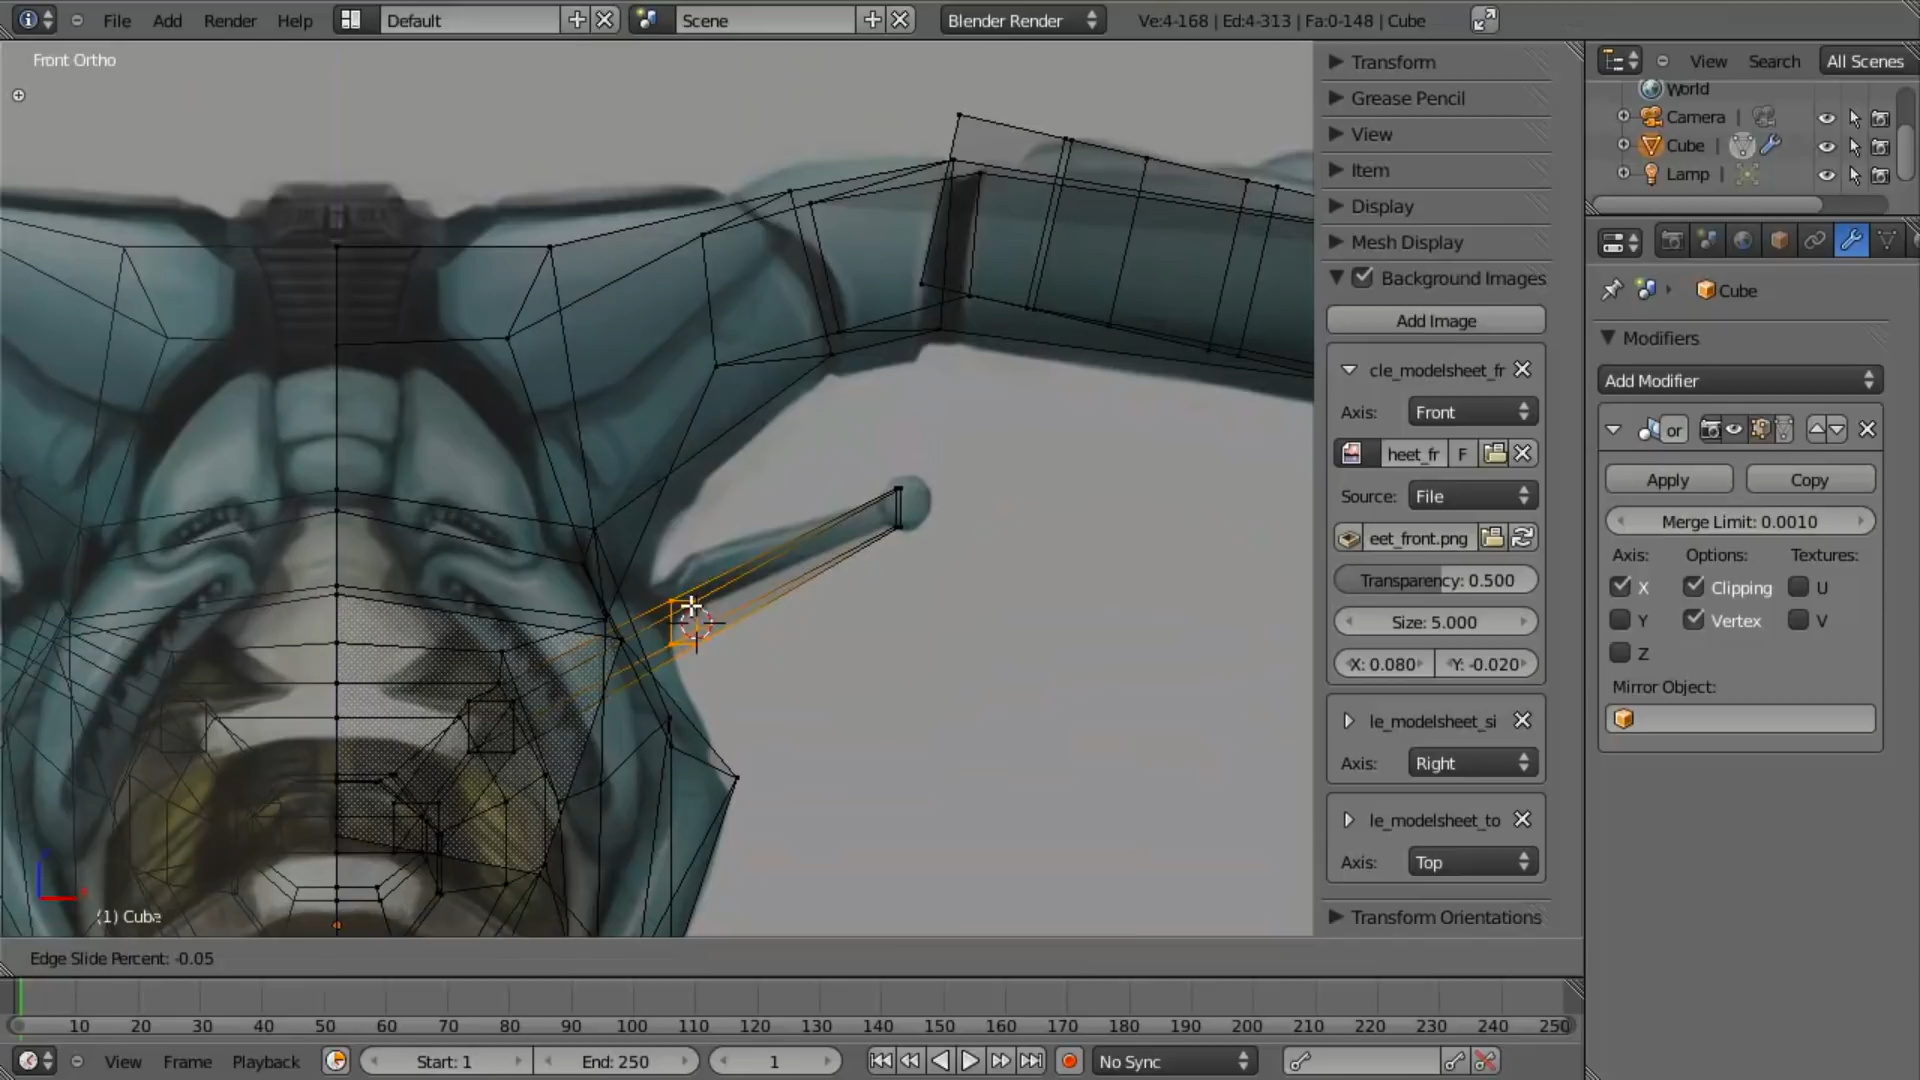 File Add Render Help Default Scene Blender Render Ve:4-168 | Ed:4-313 | Fa:0-148 | Cube
Front Ortho
Transform
Grease Pencil
View
Item
Display
Mesh Display
Background Images
Add Image
cle_modelsheet_fr
Axis: Front
heet_fr F
Source: File
eet_front.png
Transparency: 0.500
Size: 5.000
X: 0.080 Y: -0.020
le_modelsheet_si
Axis: Right
le_modelsheet_to
Axis: Top
Transform Orientations
View Search All Scenes
World
Camera
Cube
Lamp
Cube
Modifiers
Add Modifier
or
Apply Copy
Merge Limit: 0.0010
Axis: Options: Textures:
X Clipping U
Y Vertex V
Z
Mirror Object:
(1) Cube
Edge Slide Percent: -0.05
10 20 30 40 50 60 70 80 90 100 110 120 130 140 150 160 170 180 190 200 210 220 230 240 250
View Frame Playback Start: 1 End: 250 1 No Sync